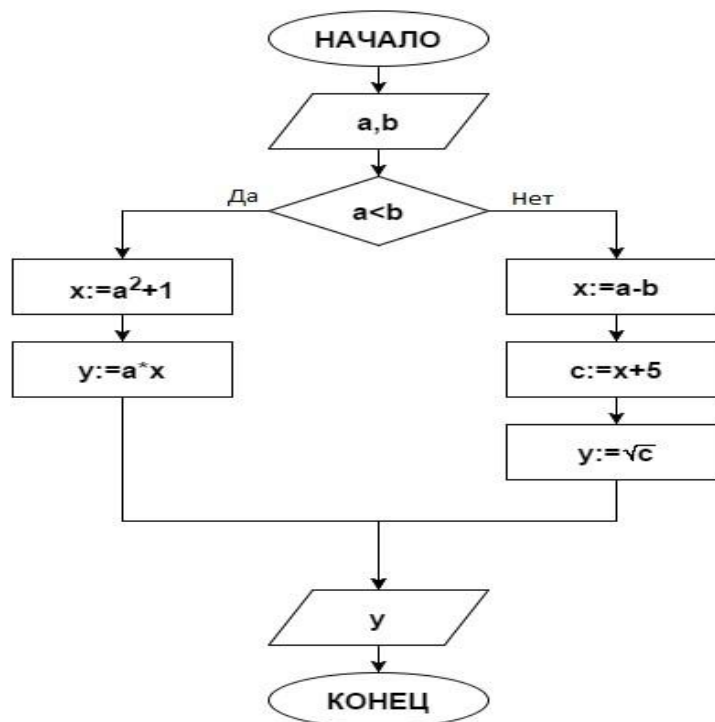 НАЧАЛО
a,b
Да
a<b
Нет
x:=a²+1
y:=a*x
x:=a-b
c:=x+5
y:=√c
y
КОНЕЦ